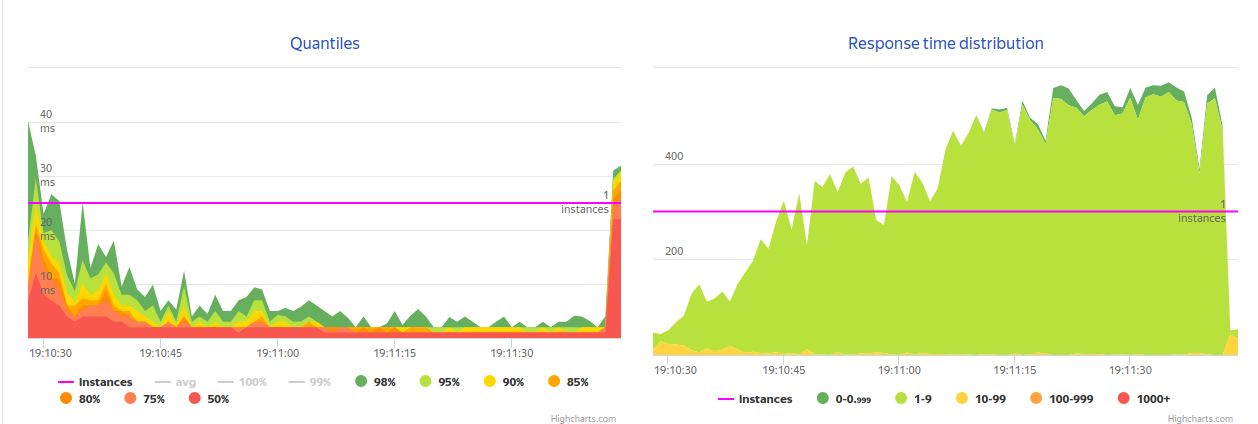 Quantiles
40
ms
30
ms
20
ms
10
ms
1
instances
19:10:30 19:10:45 19:11:00 19:11:15 19:11:30
Instances avg 100% 99% 98% 95% 90% 85%
80% 75% 50%
Highcharts.com
Response time distribution
400
200
1
instances
19:10:30 19:10:45 19:11:00 19:11:15 19:11:30
Instances 0-0.999 1-9 10-99 100-999 1000+
Highcharts.com